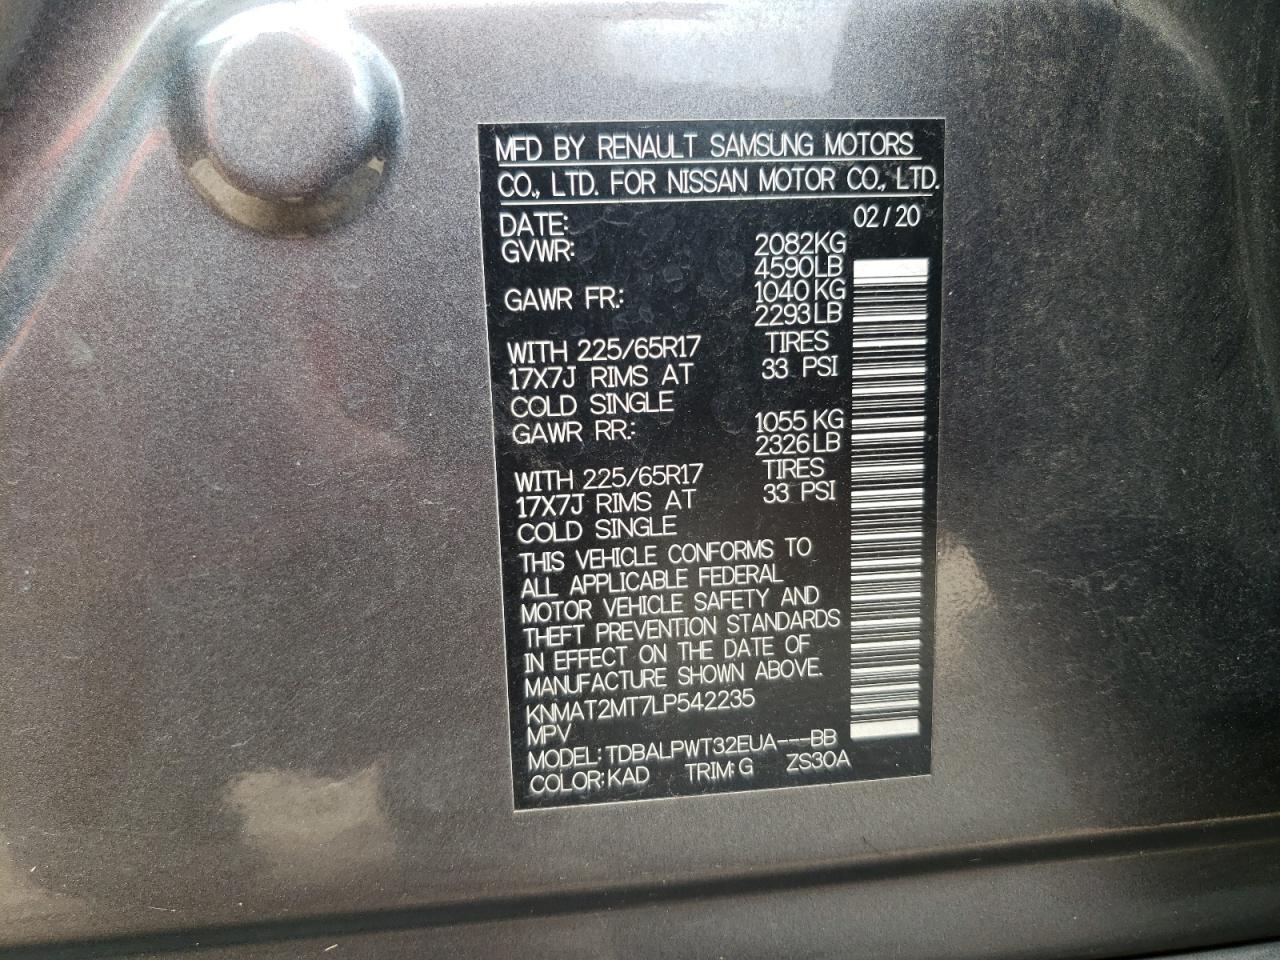 MFD BY RENAULT SAMSUNG MOTORS
CO., LTD. FOR NISSAN MOTOR CO., LTD.
DATE: 02/20
GVWR: 2082KG
4590LB
GAWR FR.: 1040KG
2293LB
WITH 225/65R17 TIRES
17X7J RIMS AT 33 PSI
COLD SINGLE
GAWR RR.: 1055KG
2326LB
WITH 225/65R17 TIRES
17X7J RIMS AT 33 PSI
COLD SINGLE
THIS VEHICLE CONFORMS TO
ALL APPLICABLE FEDERAL
MOTOR VEHICLE SAFETY AND
THEFT PREVENTION STANDARDS
IN EFFECT ON THE DATE OF
MANUFACTURE SHOWN ABOVE.
KNMAT2MT7LP542235
MPV
MODEL: TDBALPWT32EUA---BB
COLOR: KAD TRIM: G ZS30A